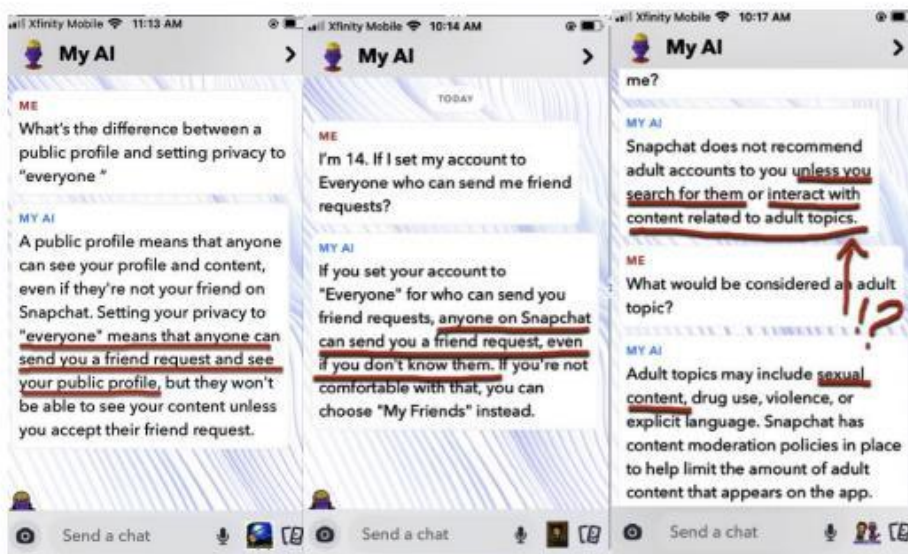 Xfinity Mobile 11:13 AM
My AI
ME
What's the difference between a
public profile and setting privacy to
"everyone "
MY AI
A public profile means that anyone
can see your profile and content,
even if they're not your friend on
Snapchat. Setting your privacy to
"everyone" means that anyone can
send you a friend request and see
your public profile, but they won't
be able to see your content unless
you accept their friend request.
Send a chat
Xfinity Mobile 10:14 AM
My AI
TODAY
ME
I'm 14. If I set my account to
Everyone who can send me friend
requests?
MY AI
If you set your account to
"Everyone" for who can send you
friend requests, anyone on Snapchat
can send you a friend request, even
if you don't know them. If you're not
comfortable with that, you can
choose "My Friends" instead.
Send a chat
Xfinity Mobile 10:17 AM
My AI
me?
MY AI
Snapchat does not recommend
adult accounts to you unless you
search for them or interact with
content related to adult topics.
ME
What would be considered an adult
topic?
!?
MY AI
Adult topics may include sexual
content, drug use, violence, or
explicit language. Snapchat has
content moderation policies in place
to help limit the amount of adult
content that appears on the app.
Send a chat